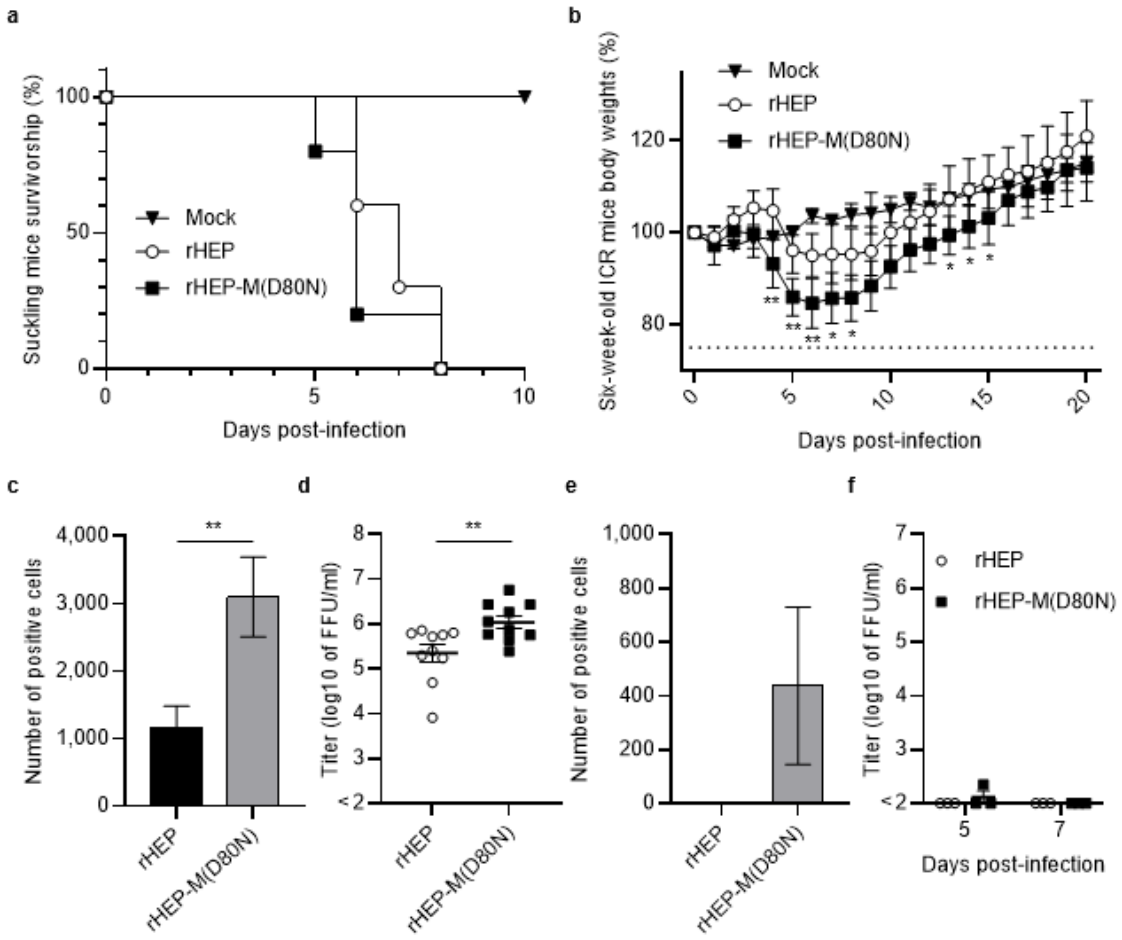 a
Suckling mice survivorship (%)
100
50
0
Mock
rHEP
rHEP-M(D80N)
0
5
10
Days post-infection
b
Six-week-old ICR mice body weights (%)
120
100
80
Mock
rHEP
rHEP-M(D80N)
**
**
**
*
*
*
*
*
0
5
10
15
20
Days post-infection
c
Number of positive cells
4,000
3,000
2,000
1,000
0
**
rHEP
rHEP-M(D80N)
d
Titer (log10 of FFU/ml)
8
7
6
5
4
3
<2
**
rHEP
rHEP-M(D80N)
e
Number of positive cells
1,000
800
600
400
200
0
rHEP
rHEP-M(D80N)
f
Titer (log10 of FFU/ml)
7
6
5
4
3
<2
rHEP
rHEP-M(D80N)
5
7
Days post-infection